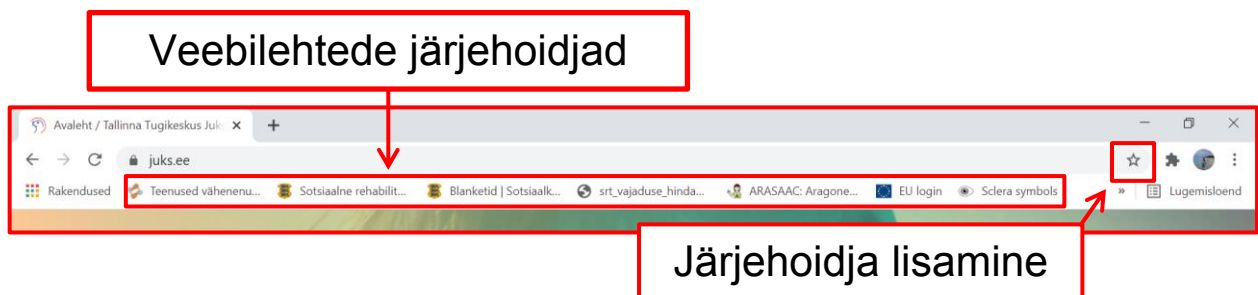 Veebilehtede järjehoidjad
Avaleht / Tallinna Tugikeskus Juk
juks.ee
Rakendused Teenused vähenenu... Sotsiaalne rehabilit... Blanketid | Sotsiaalk... srt_vajaduse_hinda... ARASAAC: Aragone... EU login Sclera symbols » Lugemisloend
Järjehoidja lisamine